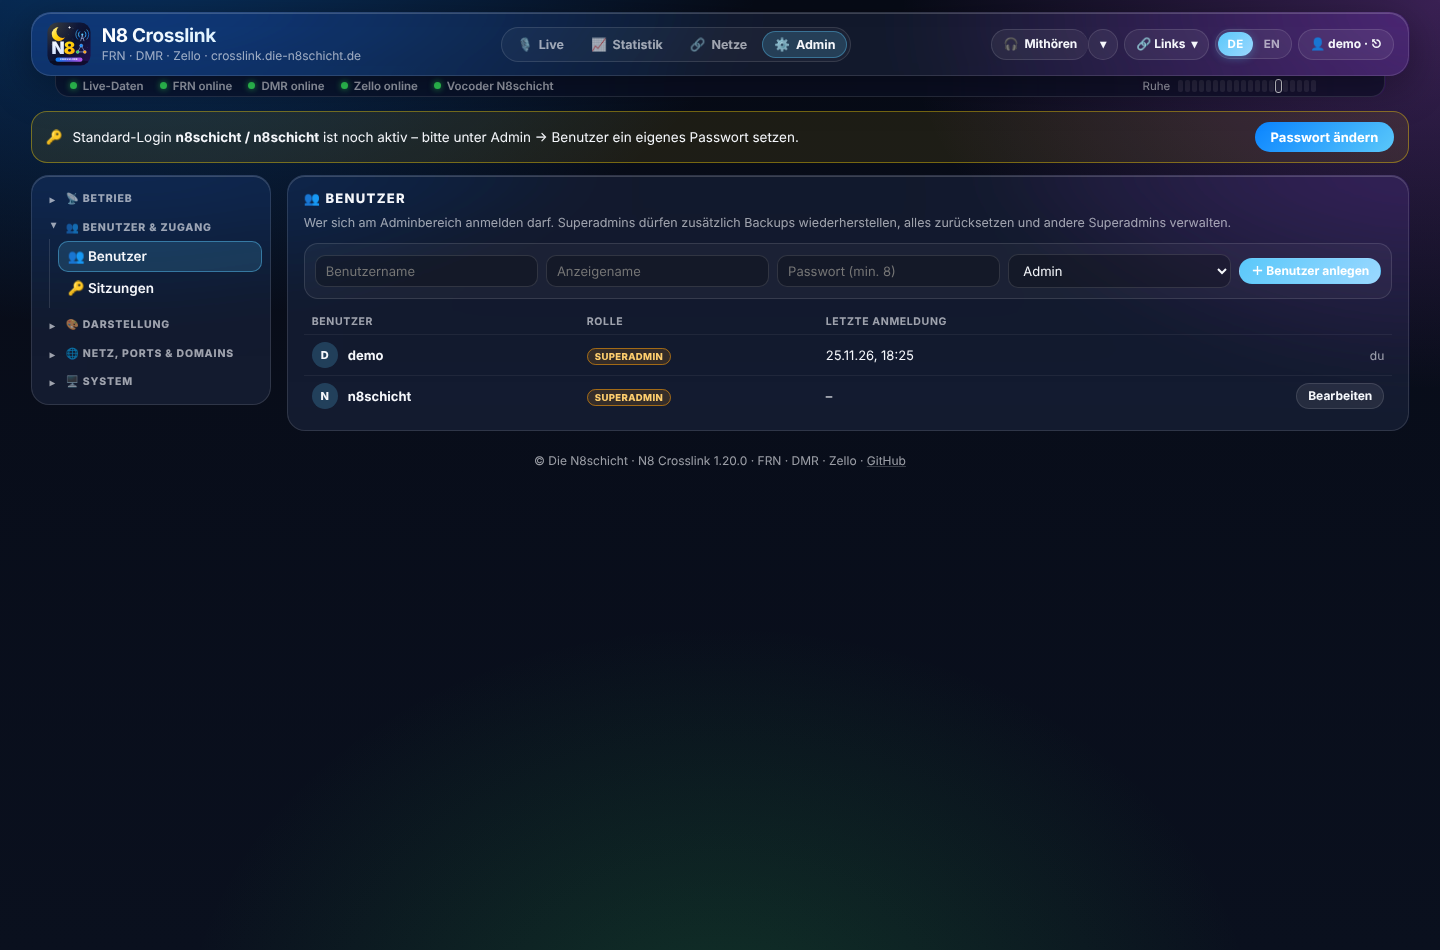 N8 Crosslink
FRN · DMR · Zello · crosslink.die-n8schicht.de
Live
Statistik
Netze
Admin
Mithören
Links
DE
EN
demo ·
Live-Daten
FRN online
DMR online
Zello online
Vocoder N8schicht
Ruhe
Standard-Login n8schicht / n8schicht ist noch aktiv – bitte unter Admin → Benutzer ein eigenes Passwort setzen.
Passwort ändern
BETRIEB
BENUTZER & ZUGANG
Benutzer
Sitzungen
DARSTELLUNG
NETZ, PORTS & DOMAINS
SYSTEM
BENUTZER
Wer sich am Adminbereich anmelden darf. Superadmins dürfen zusätzlich Backups wiederherstellen, alles zurücksetzen und andere Superadmins verwalten.
Benutzername
Anzeigename
Passwort (min. 8)
Admin
+ Benutzer anlegen
BENUTZER
ROLLE
LETZTE ANMELDUNG
D
demo
SUPERADMIN
25.11.26, 18:25
du
N
n8schicht
SUPERADMIN
–
Bearbeiten
© Die N8schicht · N8 Crosslink 1.20.0 · FRN · DMR · Zello · GitHub